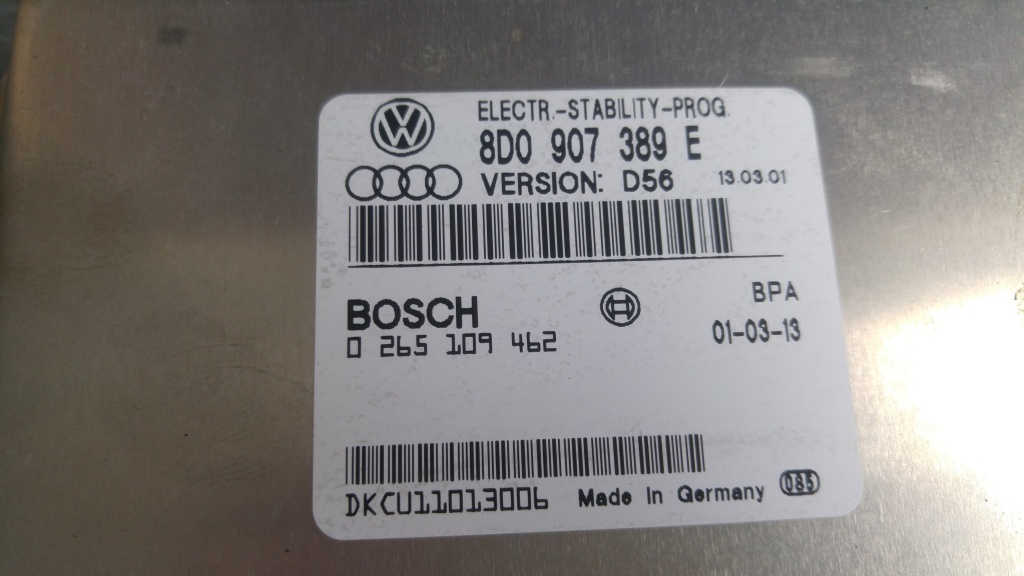 ELECTR.-STABILITY-PROG.
8D0 907 389 E
VERSION: D56 13.03.01
BOSCH BPA
0 265 109 462 01-03-13
DKCU11013006 Made In Germany 085